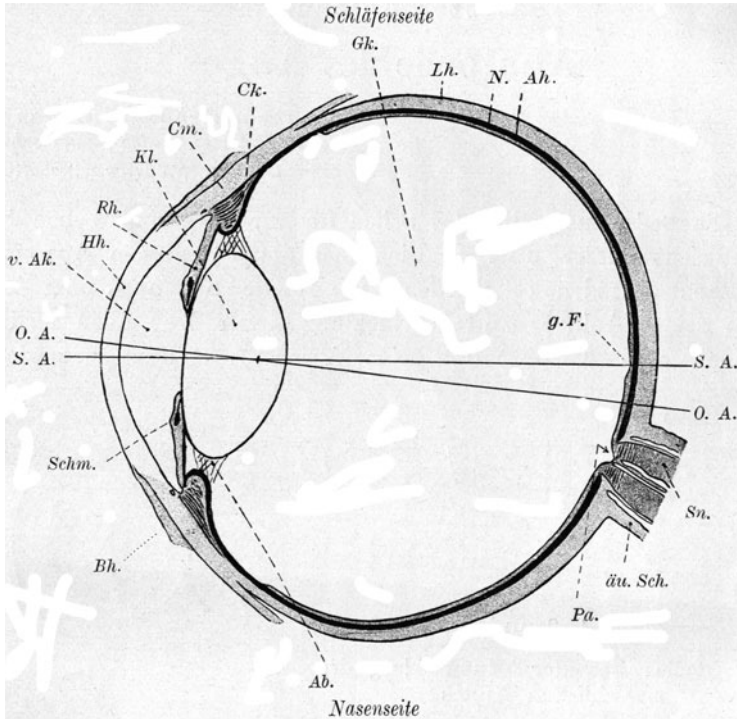 Schläfenseite
Gk.
Lh.
N.
Ah.
Ck.
Cm.
Kl.
Rh.
Hh.
v. Ak.
g. F.
O. A.
S. A.
S. A.
O. A.
Schm.
Sn.
Bh.
äu. Sch.
Pa.
Ab.
Nasenseite